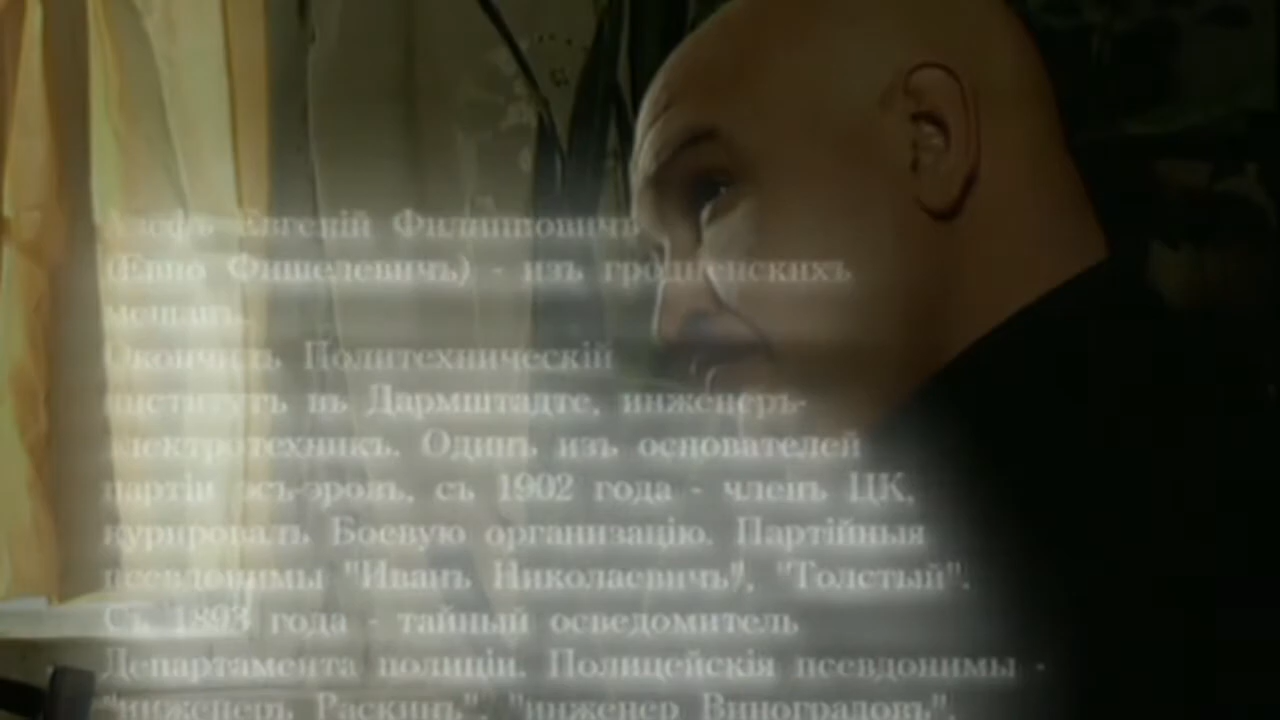 Азефъ Евгеній Филипповичъ
(Евно Фишелевичъ) - изъ гродненскихъ
мещанъ.
Окончилъ Политехническій
институтъ въ Дармштадте, инженеръ-
электротехникъ. Одинъ изъ основателей
партіи эсъ-эровъ, съ 1902 года - членъ ЦК,
курировалъ Боевую организацію. Партійныя
псевдонимы "Иванъ Николаевичъ", "Толстый".
Съ 1893 года - тайный осведомитель
Департамента полиціи. Полицейскія псевдонимы -
"инженеръ Раскинъ", "инженер Виноградовъ",